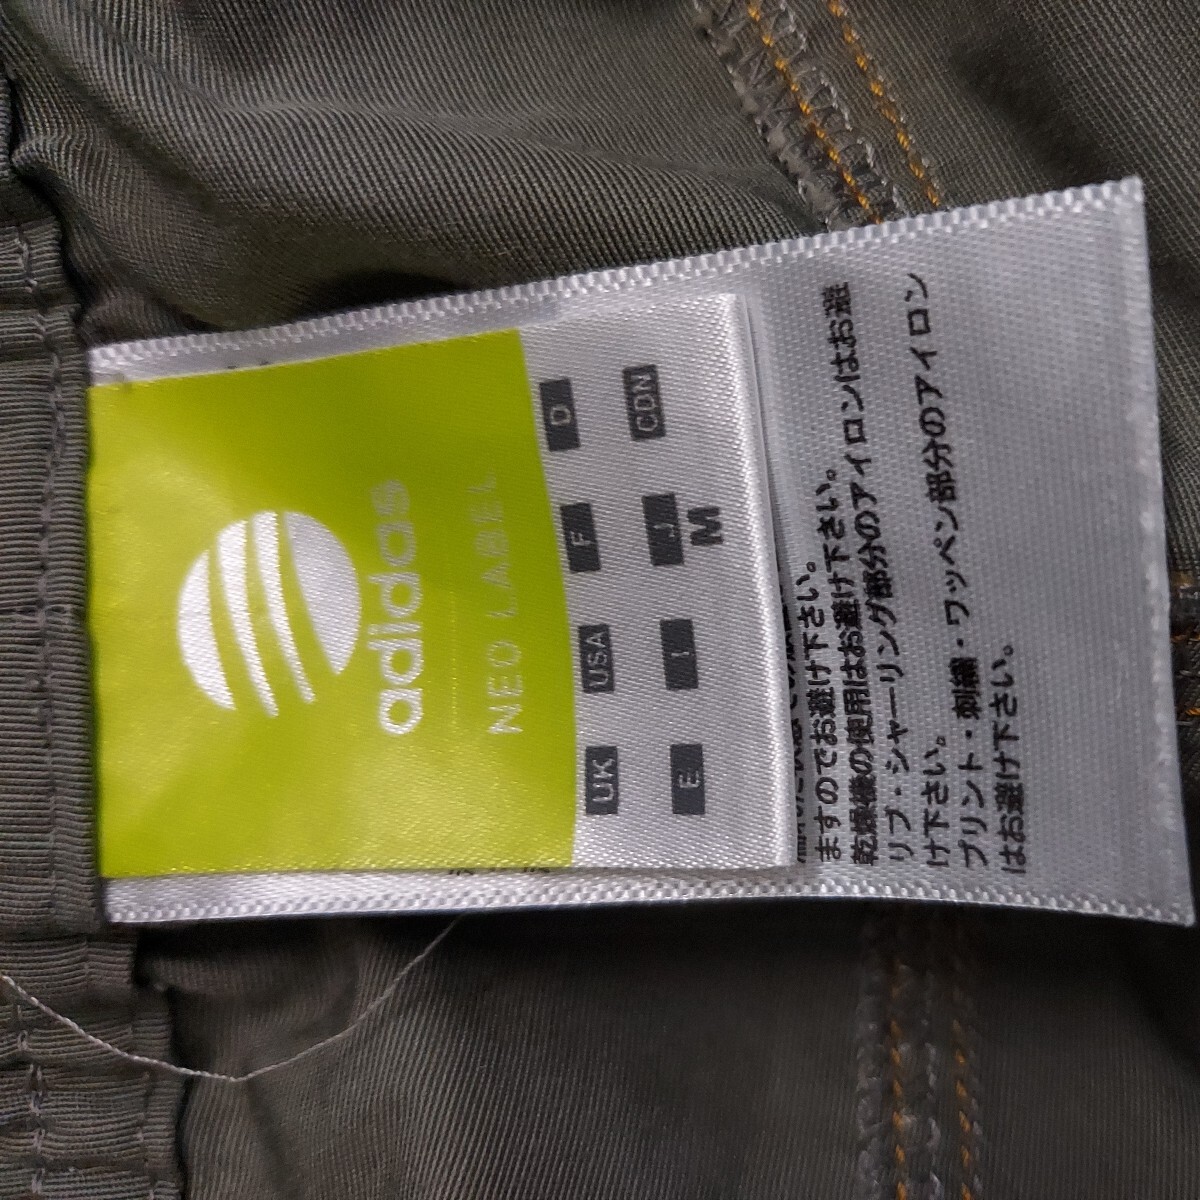 adidas
NEO LABEL
UK USA F D
E I J CDN
M
ますのでお避け下さい。
乾燥機の使用はお避け下さい。
リブ・シャーリング部分のアイロンはお避
け下さい。
プリント・刺繍・ワッペン部分のアイロン
はお避け下さい。